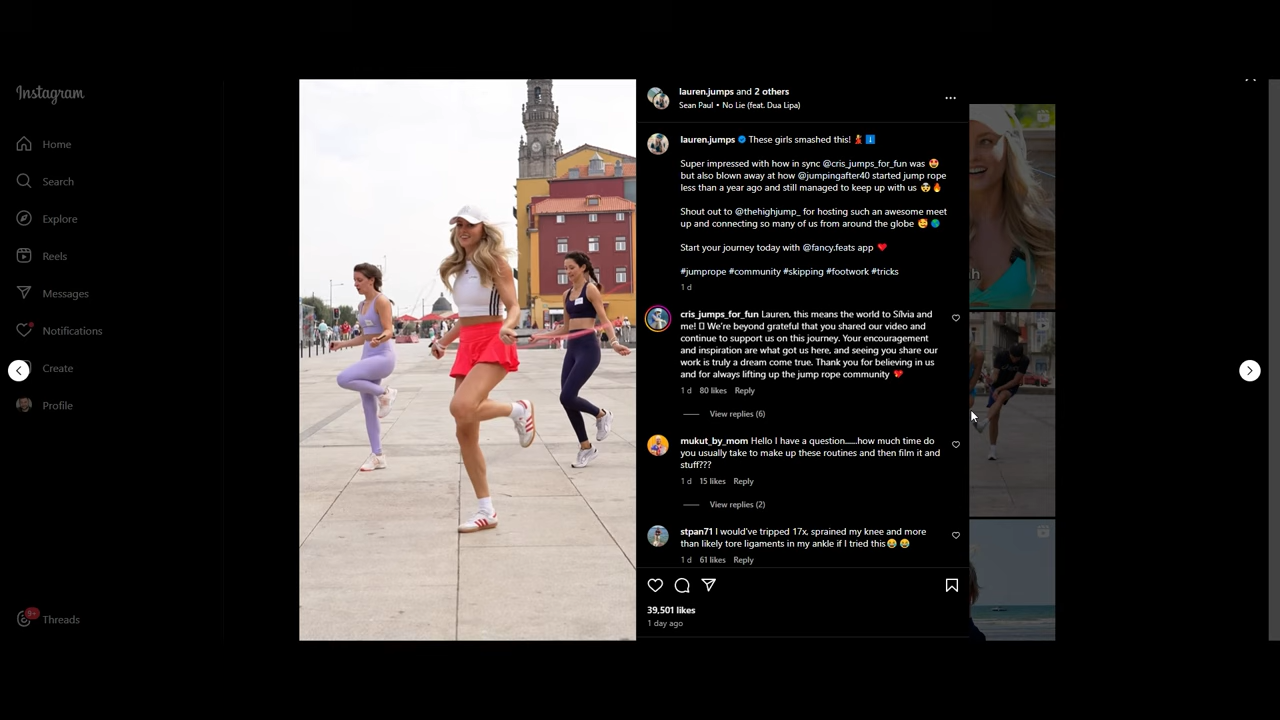 Instagram
Home
Search
Explore
Reels
Messages
Notifications
Create
Profile
9+
Threads
lauren.jumps and 2 others
Sean Paul • No Lie (feat. Dua Lipa)
lauren.jumps These girls smashed this! 💃 ⬇️
Super impressed with how in sync @cris_jumps_for_fun was 😍
but also blown away at how @jumpingafter40 started jump rope
less than a year ago and still managed to keep up with us 🤯🔥
Shout out to @thehighjump_ for hosting such an awesome meet
up and connecting so many of us from around the globe 🥰 🌎
Start your journey today with @fancy.feats app ❤️
#jumprope #community #skipping #footwork #tricks
1 d
cris_jumps_for_fun Lauren, this means the world to Sílvia and
me! 🫶 We're beyond grateful that you shared our video and
continue to support us on this journey. Your encouragement
and inspiration are what got us here, and seeing you share our
work is truly a dream come true. Thank you for believing in us
and for always lifting up the jump rope community 💖
1 d 80 likes Reply
View replies (6)
mukut_by_mom Hello I have a question.......how much time do
you usually take to make up these routines and then film it and
stuff???
1 d 15 likes Reply
View replies (2)
stpan71 I would've tripped 17x, sprained my knee and more
than likely tore ligaments in my ankle if I tried this😂 😂
1 d 61 likes Reply
39,501 likes
1 day ago